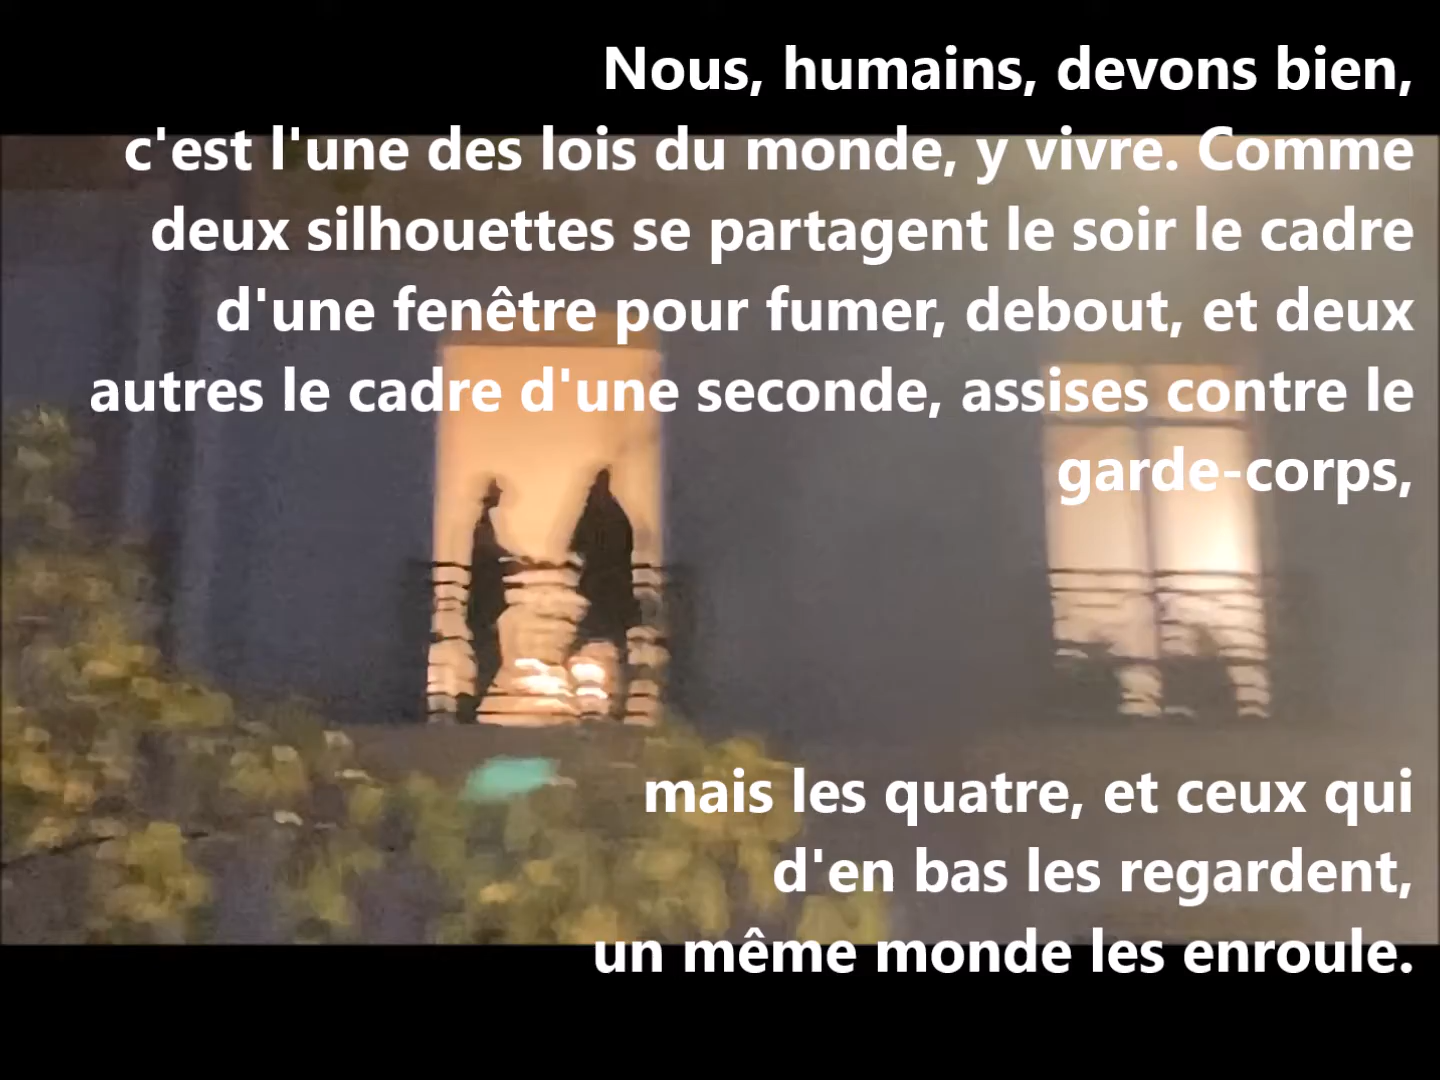 Nous, humains, devons bien,
c'est l'une des lois du monde, y vivre. Comme
deux silhouettes se partagent le soir le cadre
d'une fenêtre pour fumer, debout, et deux
autres le cadre d'une seconde, assises contre le
garde-corps,
mais les quatre, et ceux qui
d'en bas les regardent,
un même monde les enroule.